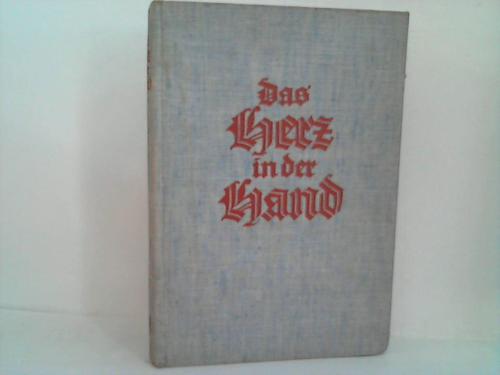 Das
Herz
in der
Hand